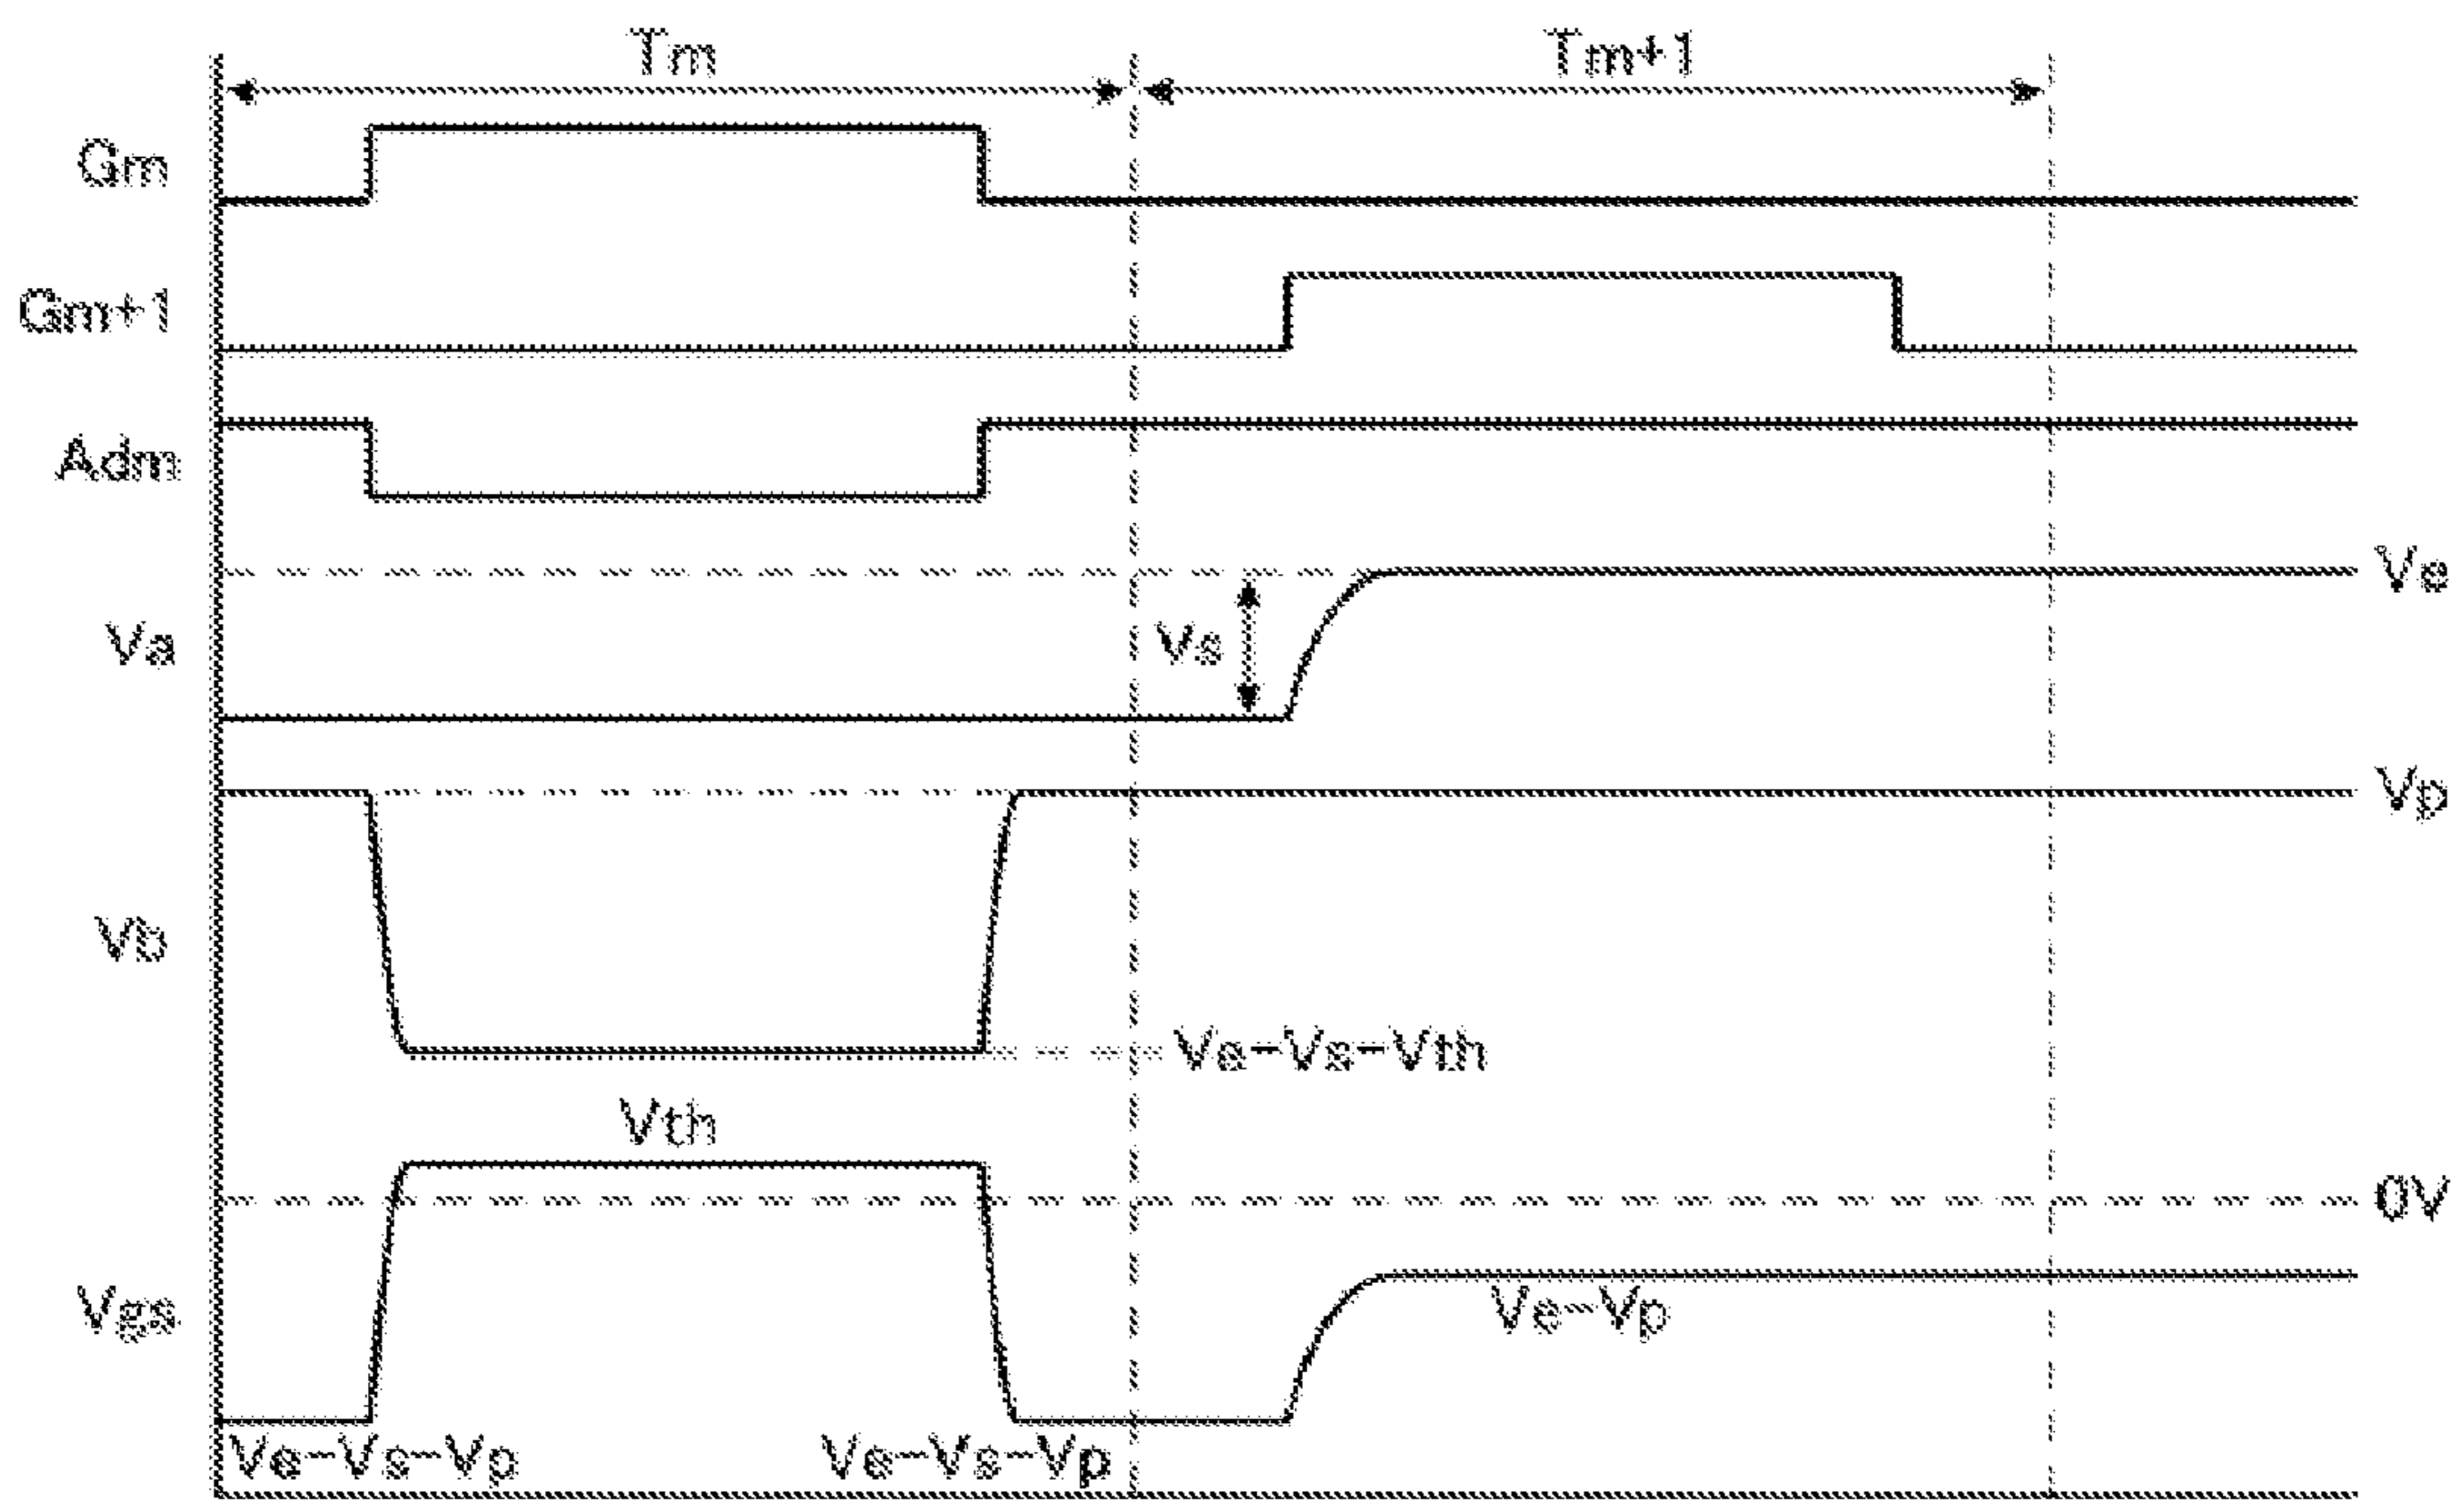 Tm
Tm+1
Gm
Gm+1
Adm
Ve
Va
Vs
Vp
Vb
Ve-Vs-Vth
Vth
0V
Vgs
Ve-Vp
Ve-Vs-Vp
Ve-Vs-Vp